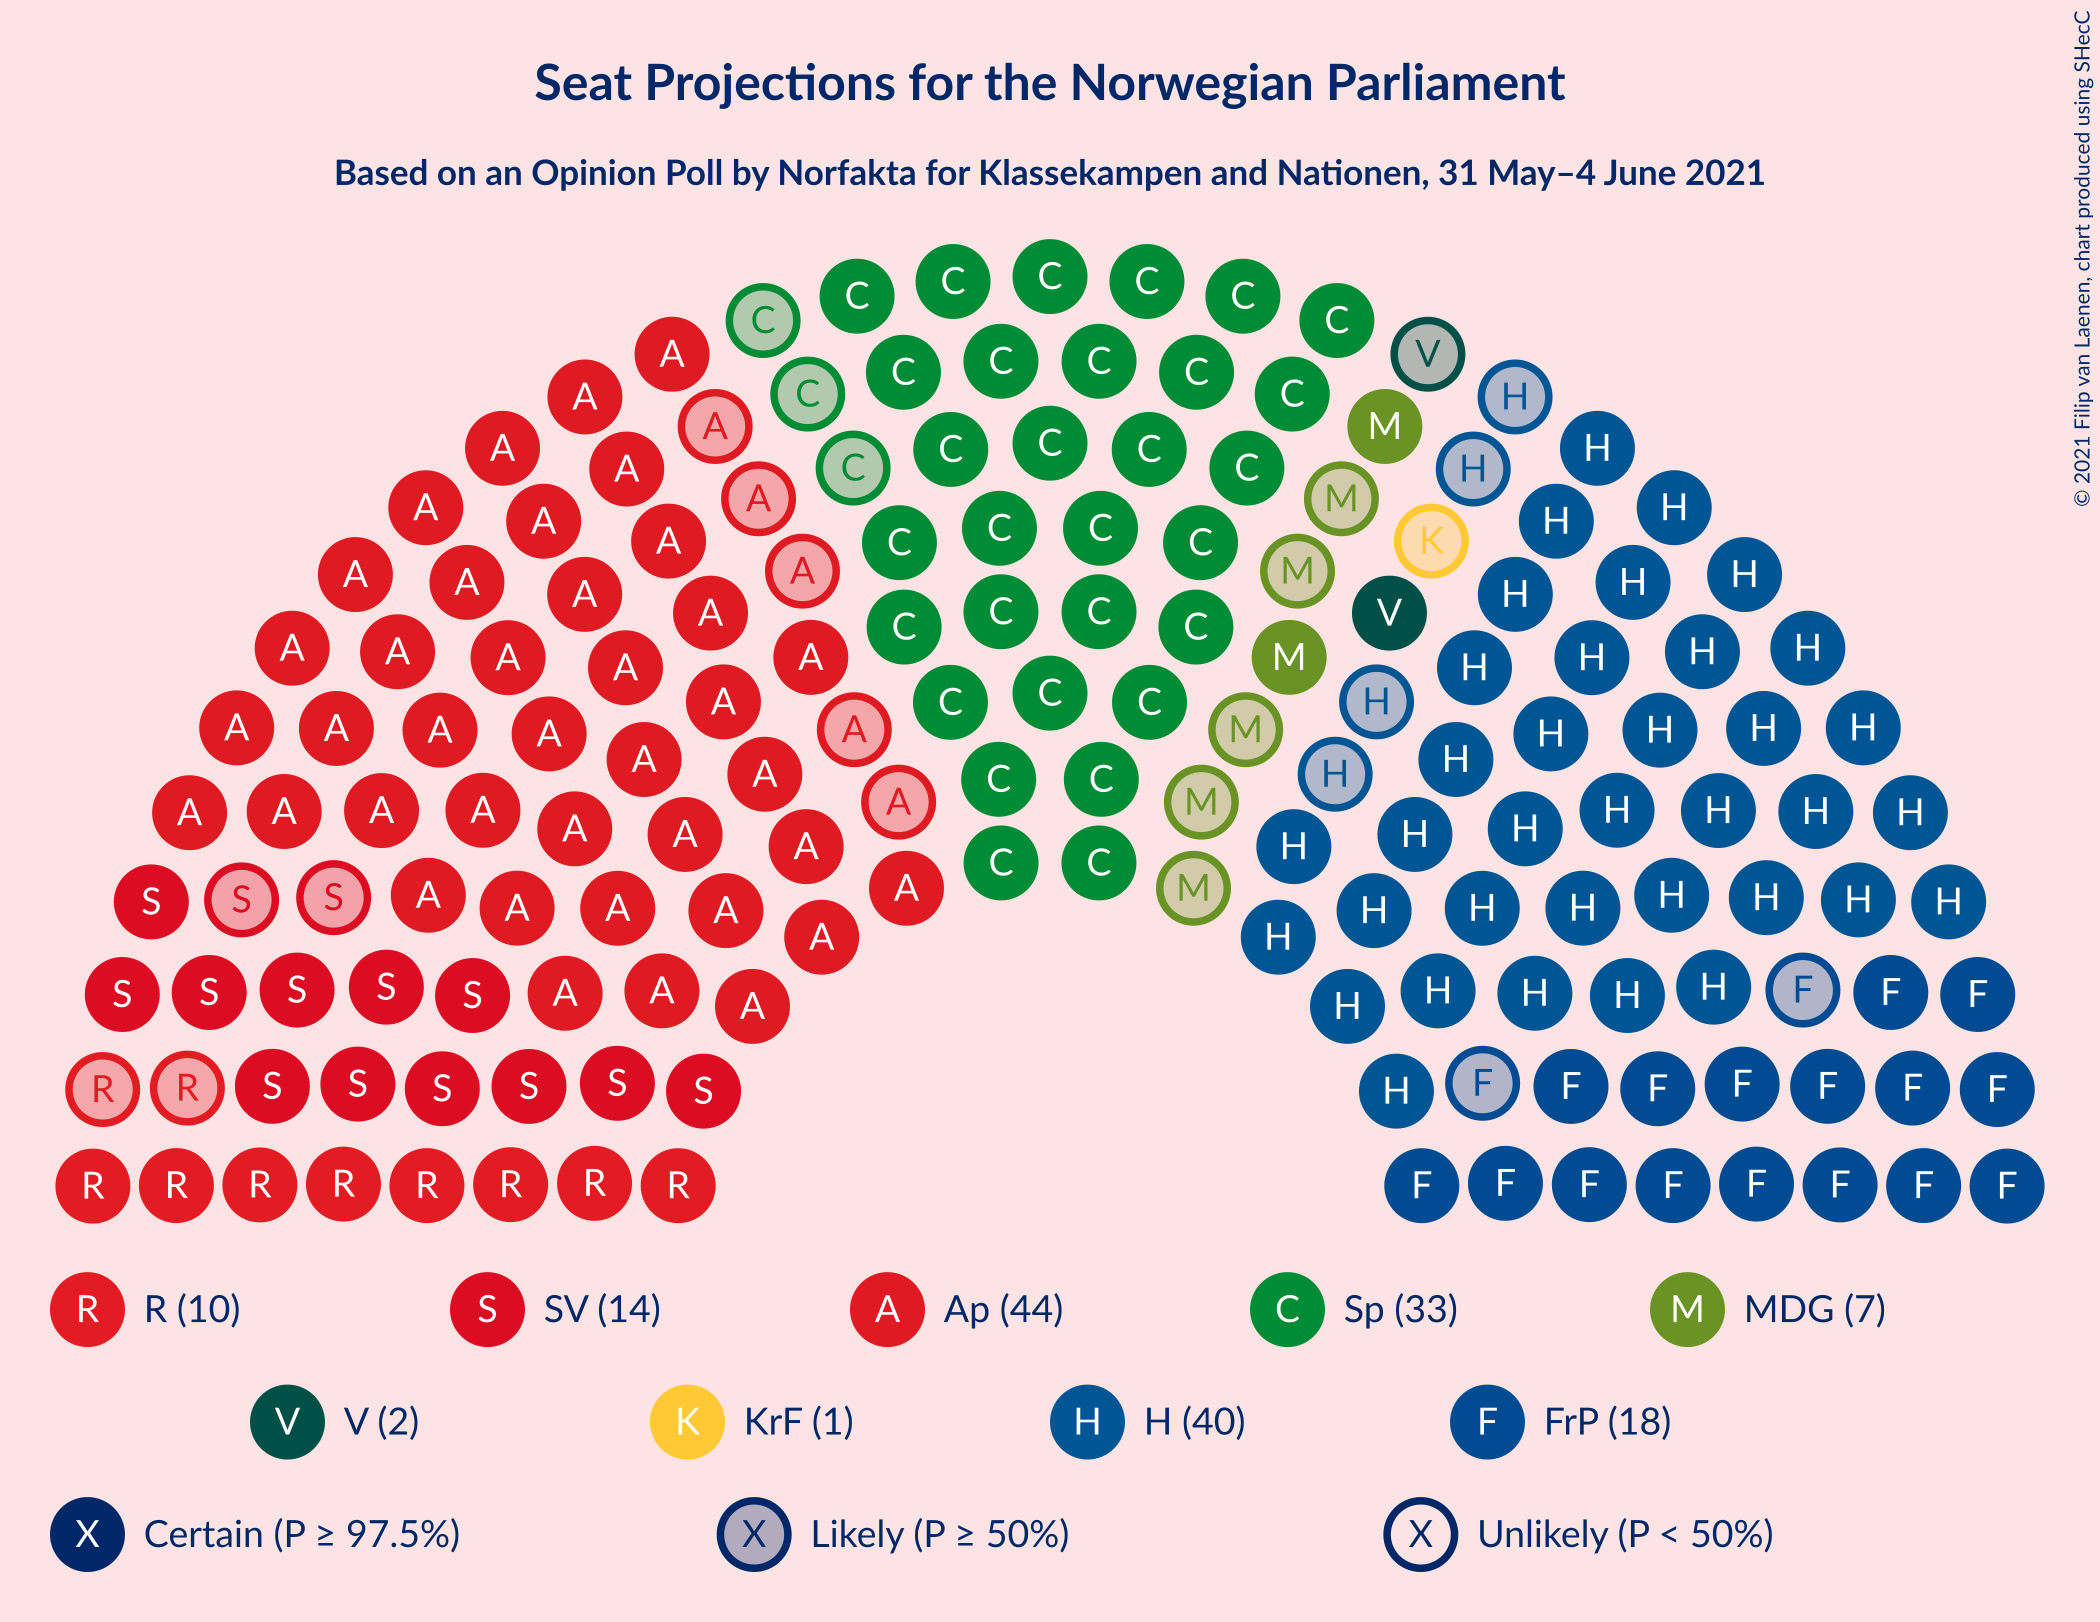 Seat Projections for the Norwegian Parliament
Based on an Opinion Poll by Norfakta for Klassekampen and Nationen, 31 May–4 June 2021
© 2021 Filip van Laenen, chart produced using SHecC
C C C C C
C C
A C C C C V
A C C H
A A C C C M H
A C C H
A A A C C M H H
A C C K
A A A A M H H H
A C C C C V
A A A A A M H H H H
A C C C H
A A A A A M H H H H
A A C C H H
A A A A A A A M H H H H H H
A C C H
S S S A A A A A M H H H H H H H
A H
S S S S S A A A H H H H H F F F
R R S S S S S S H F F F F F F F
R R R R R R R R F F F F F F F F
R R (10) S SV (14) A Ap (44) C Sp (33) M MDG (7)
V V (2) K KrF (1) H H (40) F FrP (18)
X Certain (P ≥ 97.5%) X Likely (P ≥ 50%) X Unlikely (P < 50%)